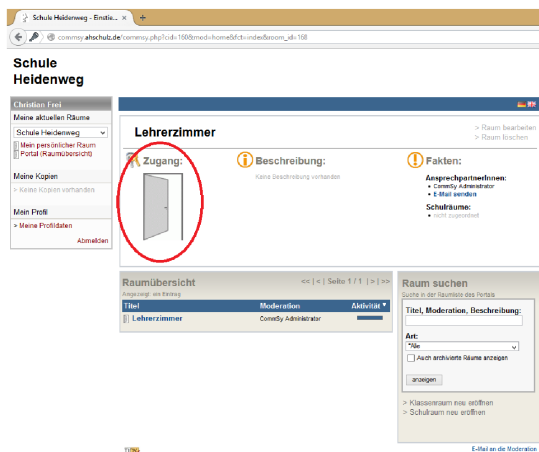 Schule Heidenweg - Einstie... × +
commsy.ahschulz.de/commsy.php?cid=160&mod=home&fct=index&room_id=160
Schule
Heidenweg
Christian Frei
Meine aktuellen Räume
Schule Heidenweg
Mein persönlicher Raum
Portal (Raumübersicht)
Meine Kopien
> Keine Kopien vorhanden
Mein Profil
> Meine Profildaten
Abmelden
Lehrerzimmer
> Raum bearbeiten
> Raum löschen
Zugang:
Beschreibung:
Keine Beschreibung vorhanden
Fakten:
AnsprechpartnerInnen:
• CommSy Administrator
• E-Mail senden
Schulräume:
• nicht zugeordnet
Raumübersicht << | < | Seite 1 / 1 | > | >>
Angezeigt: ein Eintrag
Titel Moderation Aktivität
Lehrerzimmer CommSy Administrator
Raum suchen
Suche in der Raumliste des Portals
Titel, Moderation, Beschreibung:
Art:
*Alle
Auch archivierte Räume anzeigen
anzeigen
> Klassenraum neu eröffnen
> Schulraum neu eröffnen
E-Mail an die Moderation